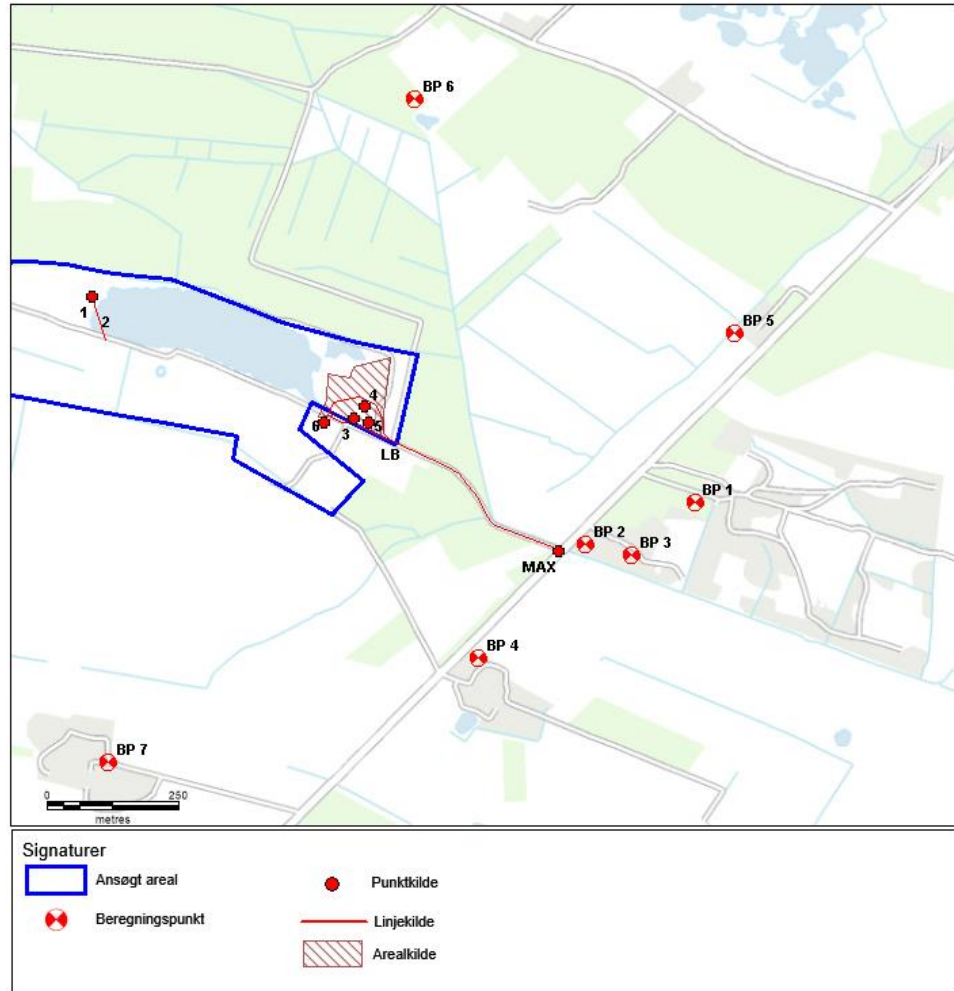 BP 6
1
2
BP 5
4
6
3
5
LB
BP 1
BP 2
BP 3
MAX
BP 4
BP 7
0 250
metres
Signaturer
Ansøgt areal
Punktkilde
Beregningspunkt
Linjekilde
Arealkilde